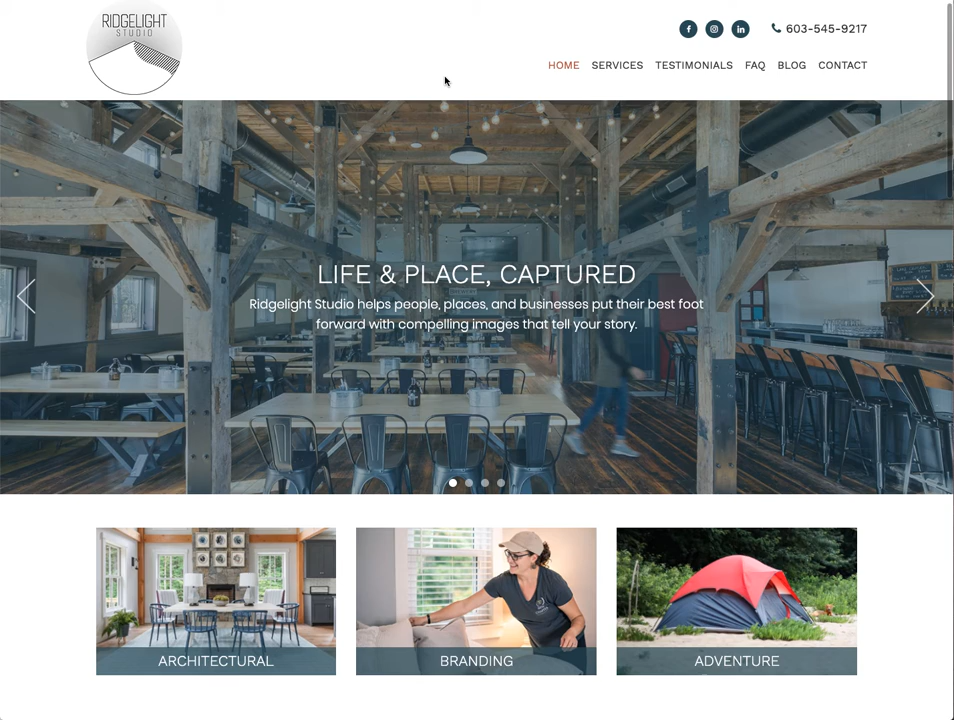 RIDGELIGHT
STUDIO
603-545-9217
HOME SERVICES TESTIMONIALS FAQ BLOG CONTACT
LIFE & PLACE, CAPTURED
Ridgelight Studio helps people, places, and businesses put their best foot
forward with compelling images that tell your story.
ARCHITECTURAL
BRANDING
ADVENTURE